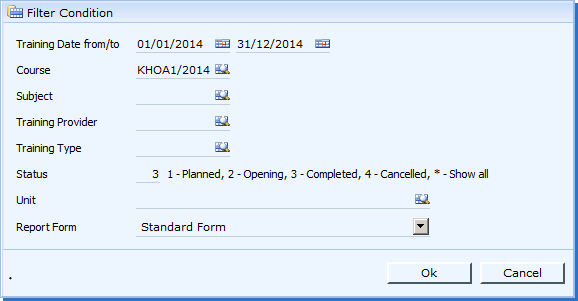 Filter Condition
Training Date from/to 01/01/2014 31/12/2014
Course KHOA1/2014
Subject
Training Provider
Training Type
Status 3 1 - Planned, 2 - Opening, 3 - Completed, 4 - Cancelled, * - Show all
Unit
Report Form Standard Form
.
Ok Cancel